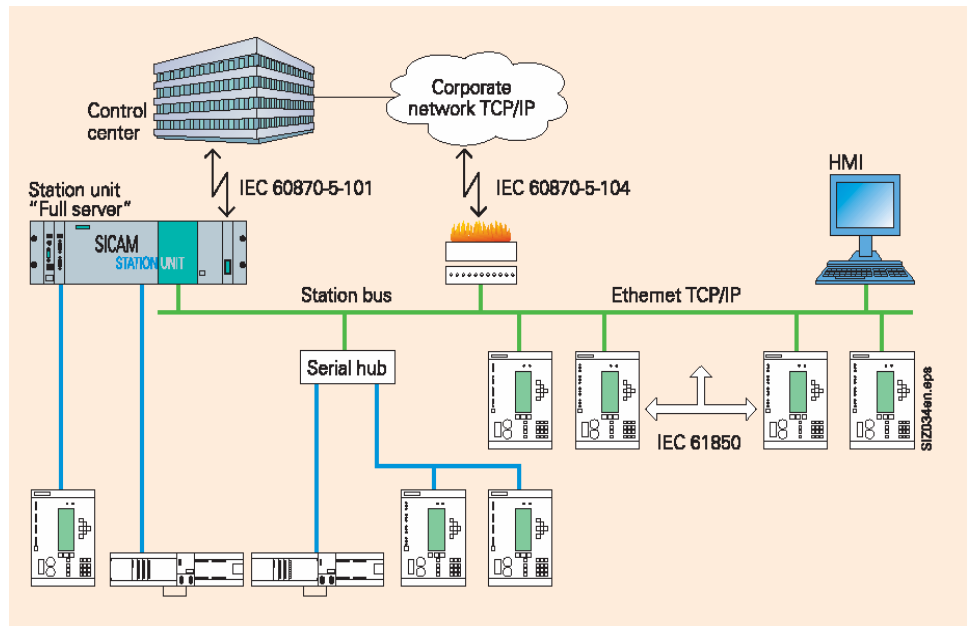 Control
center
Corporate
network TCP/IP
IEC 60870-5-101
IEC 60870-5-104
HMI
Station unit
"Full server"
SICAM
STATION UNIT
Station bus
Ethernet TCP/IP
Serial hub
IEC 61850
SIZ034en.eps